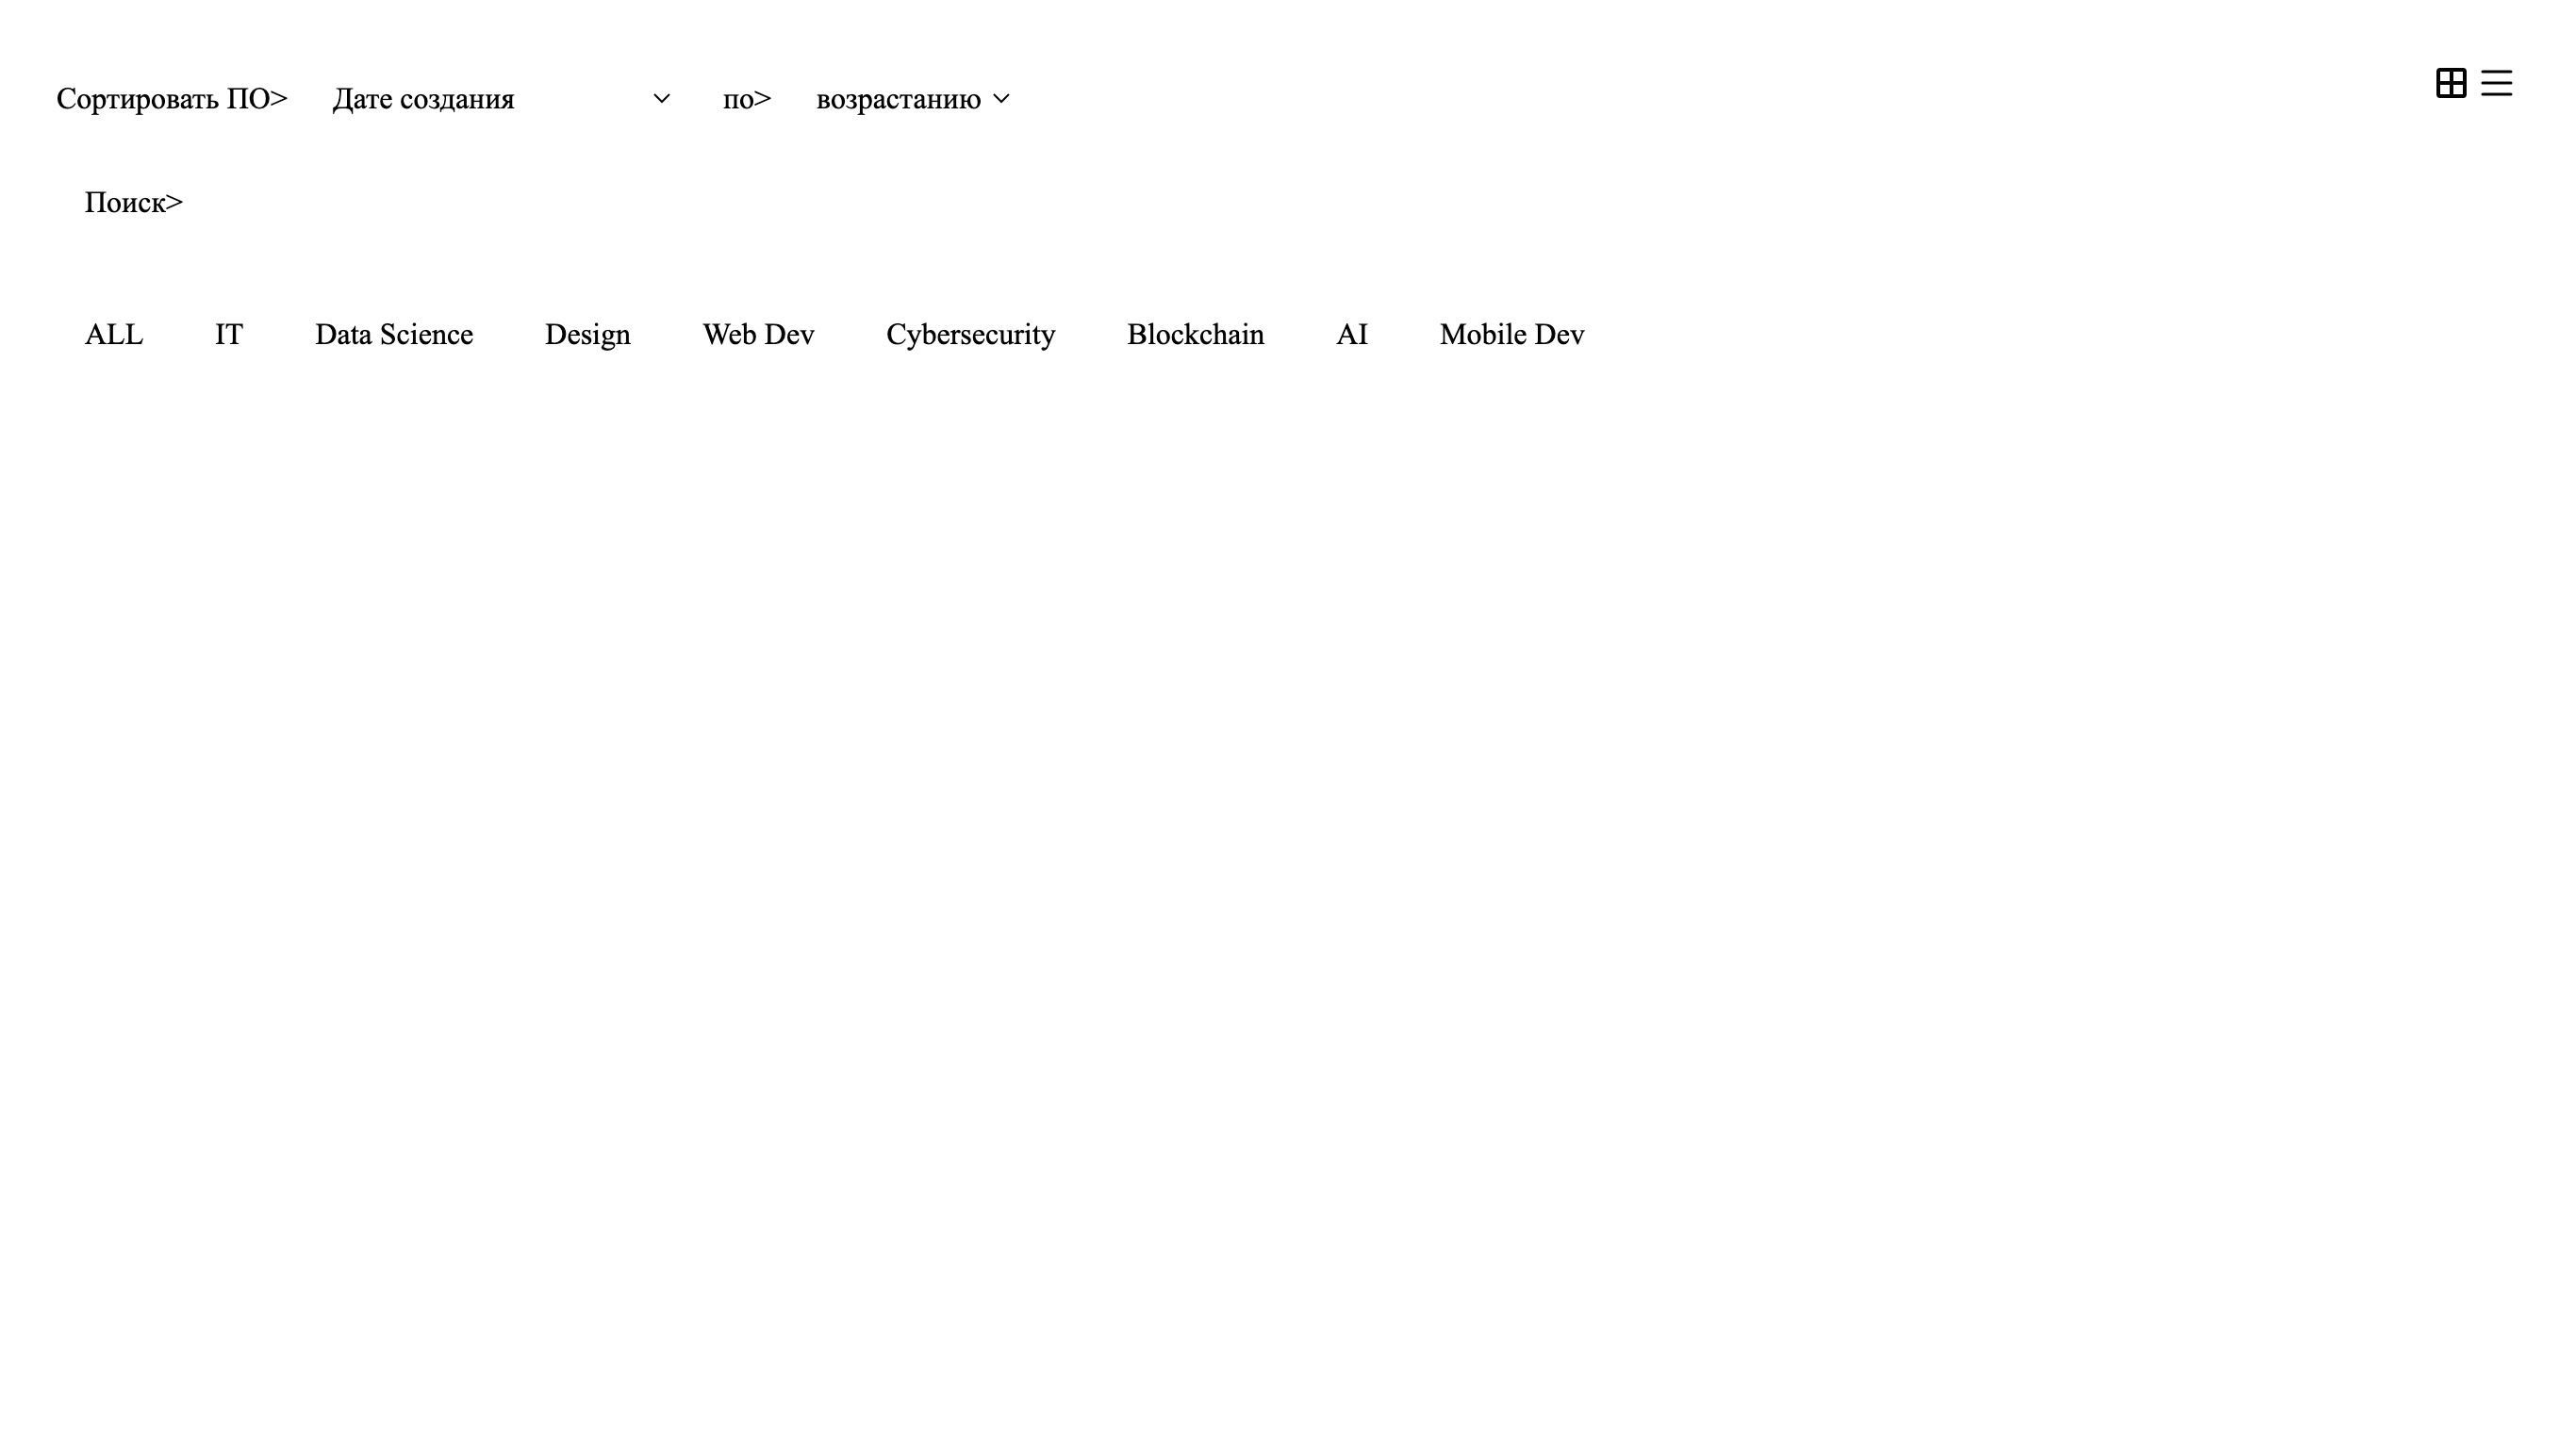 Сортировать ПО> Дате создания по> возрастанию
Поиск>
ALL IT Data Science Design Web Dev Cybersecurity Blockchain AI Mobile Dev